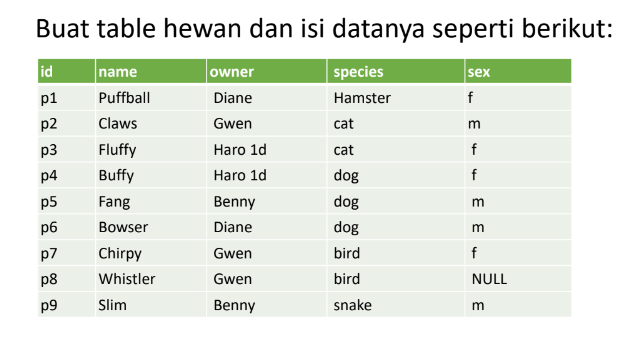 Buat table hewan dan isi datanya seperti berikut:
id name owner species sex
p1 Puffball Diane Hamster f
p2 Claws Gwen cat m
p3 Fluffy Haro 1d cat f
p4 Buffy Haro 1d dog f
p5 Fang Benny dog m
p6 Bowser Diane dog m
p7 Chirpy Gwen bird f
p8 Whistler Gwen bird NULL
p9 Slim Benny snake m